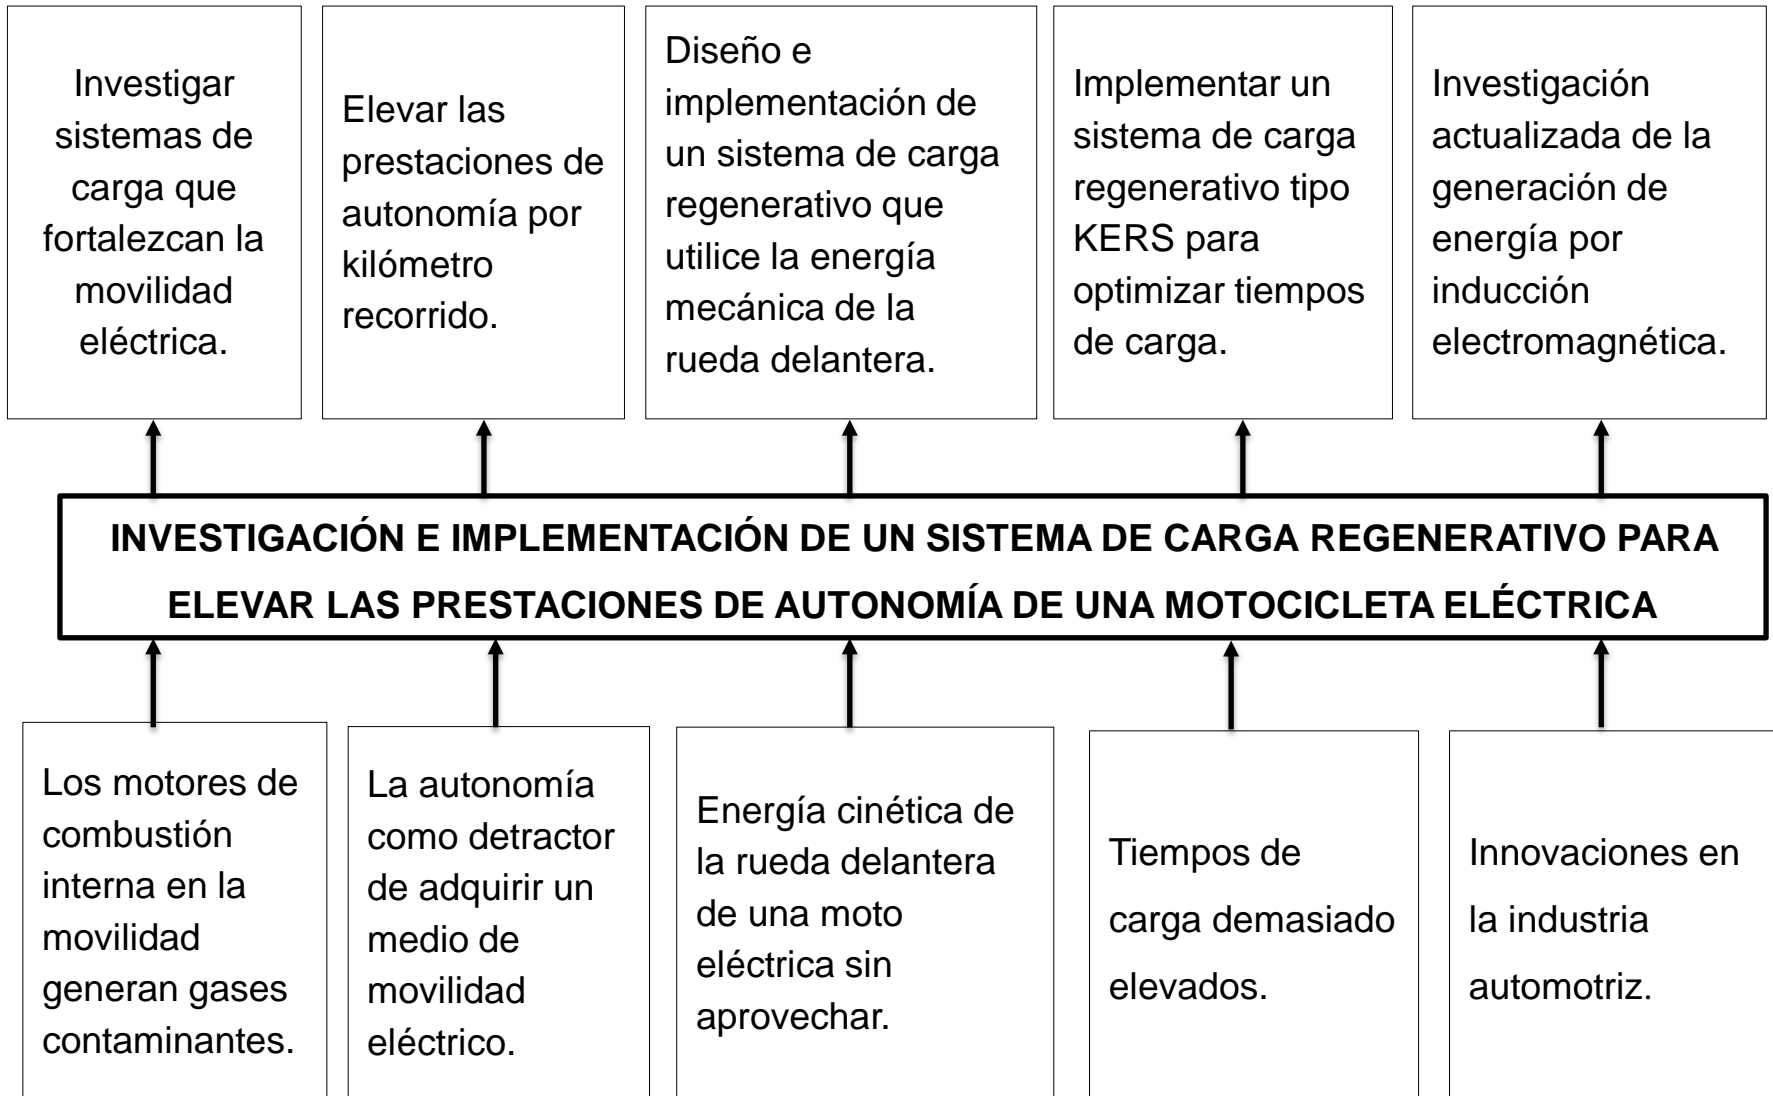 Investigar
sistemas de
carga que
fortalezcan la
movilidad
eléctrica.
Elevar las
prestaciones de
autonomía por
kilómetro
recorrido.
Diseño e
implementación de
un sistema de carga
regenerativo que
utilice la energía
mecánica de la
rueda delantera.
Implementar un
sistema de carga
regenerativo tipo
KERS para
optimizar tiempos
de carga.
Investigación
actualizada de la
generación de
energía por
inducción
electromagnética.
INVESTIGACIÓN E IMPLEMENTACIÓN DE UN SISTEMA DE CARGA REGENERATIVO PARA
ELEVAR LAS PRESTACIONES DE AUTONOMÍA DE UNA MOTOCICLETA ELÉCTRICA
Los motores de
combustión
interna en la
movilidad
generan gases
contaminantes.
La autonomía
como detractor
de adquirir un
medio de
movilidad
eléctrico.
Energía cinética de
la rueda delantera
de una moto
eléctrica sin
aprovechar.
Tiempos de
carga demasiado
elevados.
Innovaciones en
la industria
automotriz.